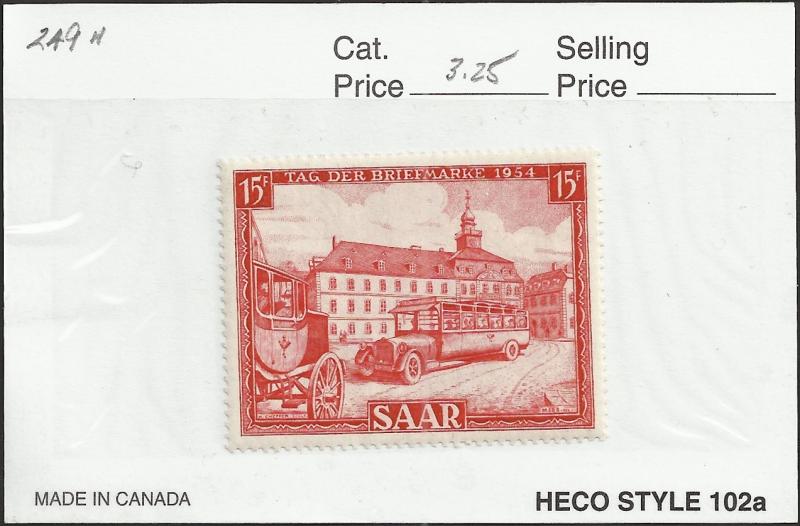 249 H
Cat. Price 3.25
Selling Price
15F TAG DER BRIEFMARKE 1954 15F
SAAR
MADE IN CANADA
HECO STYLE 102a